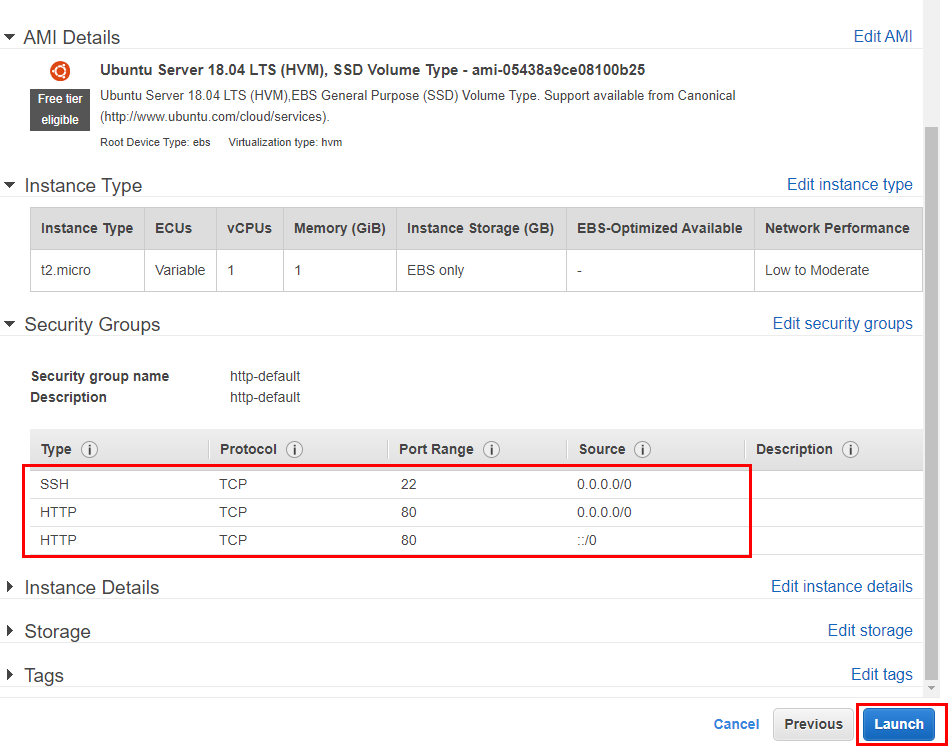 AMI Details Edit AMI
Ubuntu Server 18.04 LTS (HVM), SSD Volume Type - ami-05438a9ce08100b25
Free tier eligible
Ubuntu Server 18.04 LTS (HVM),EBS General Purpose (SSD) Volume Type. Support available from Canonical
(http://www.ubuntu.com/cloud/services).
Root Device Type: ebs Virtualization type: hvm
Instance Type Edit instance type
Instance Type ECUs vCPUs Memory (GiB) Instance Storage (GB) EBS-Optimized Available Network Performance
t2.micro Variable 1 1 EBS only - Low to Moderate
Security Groups Edit security groups
Security group name http-default
Description http-default
Type i Protocol i Port Range i Source i Description i
SSH TCP 22 0.0.0.0/0
HTTP TCP 80 0.0.0.0/0
HTTP TCP 80 ::/0
Instance Details Edit instance details
Storage Edit storage
Tags Edit tags
Cancel Previous Launch